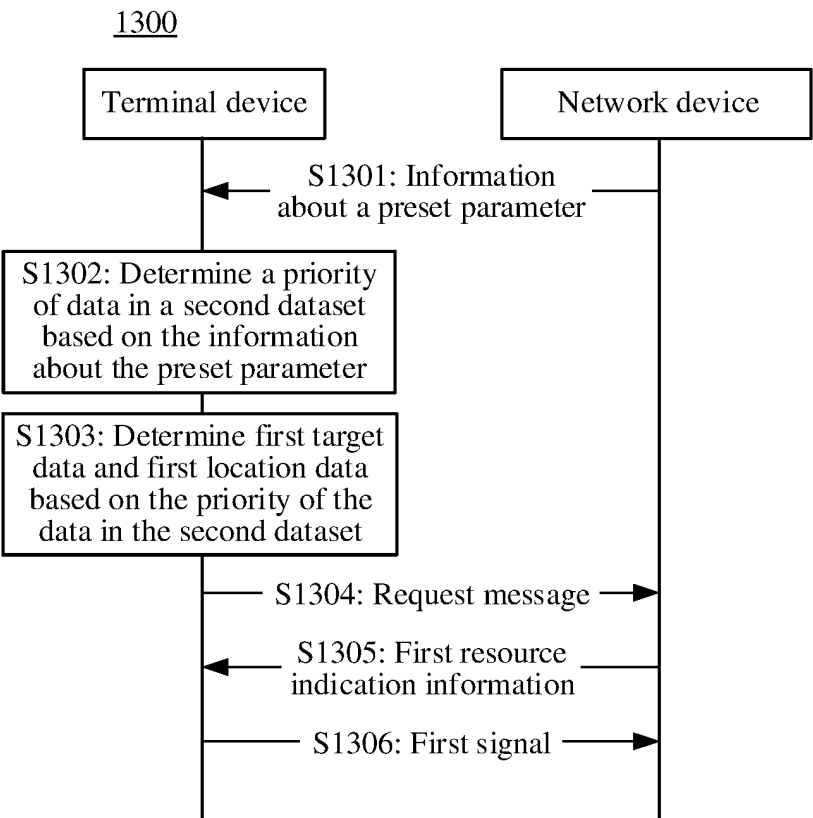 1300
Terminal device
Network device
S1301: Information
about a preset parameter
S1302: Determine a priority
of data in a second dataset
based on the information
about the preset parameter
S1303: Determine first target
data and first location data
based on the priority of the
data in the second dataset
S1304: Request message
S1305: First resource
indication information
S1306: First signal